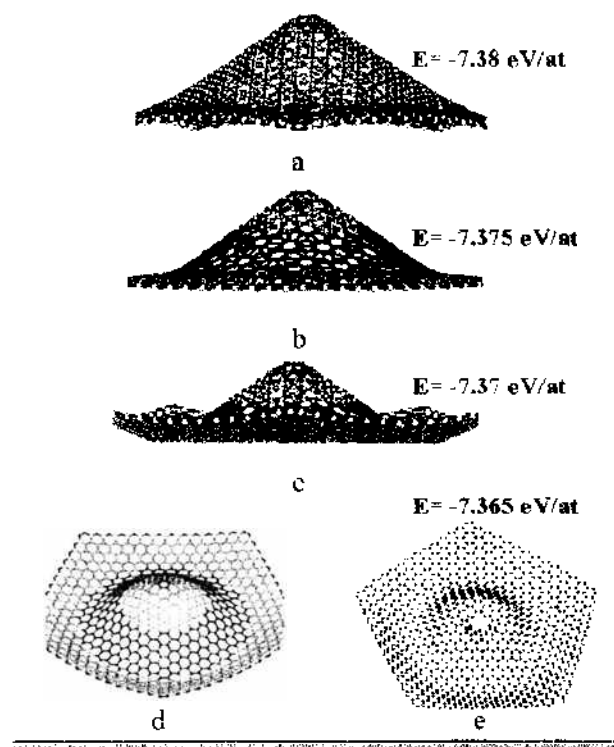 E= -7.38 eV/at
a
E= -7.375 eV/at
b
E= -7.37 eV/at
c
E= -7.365 eV/at
d
e